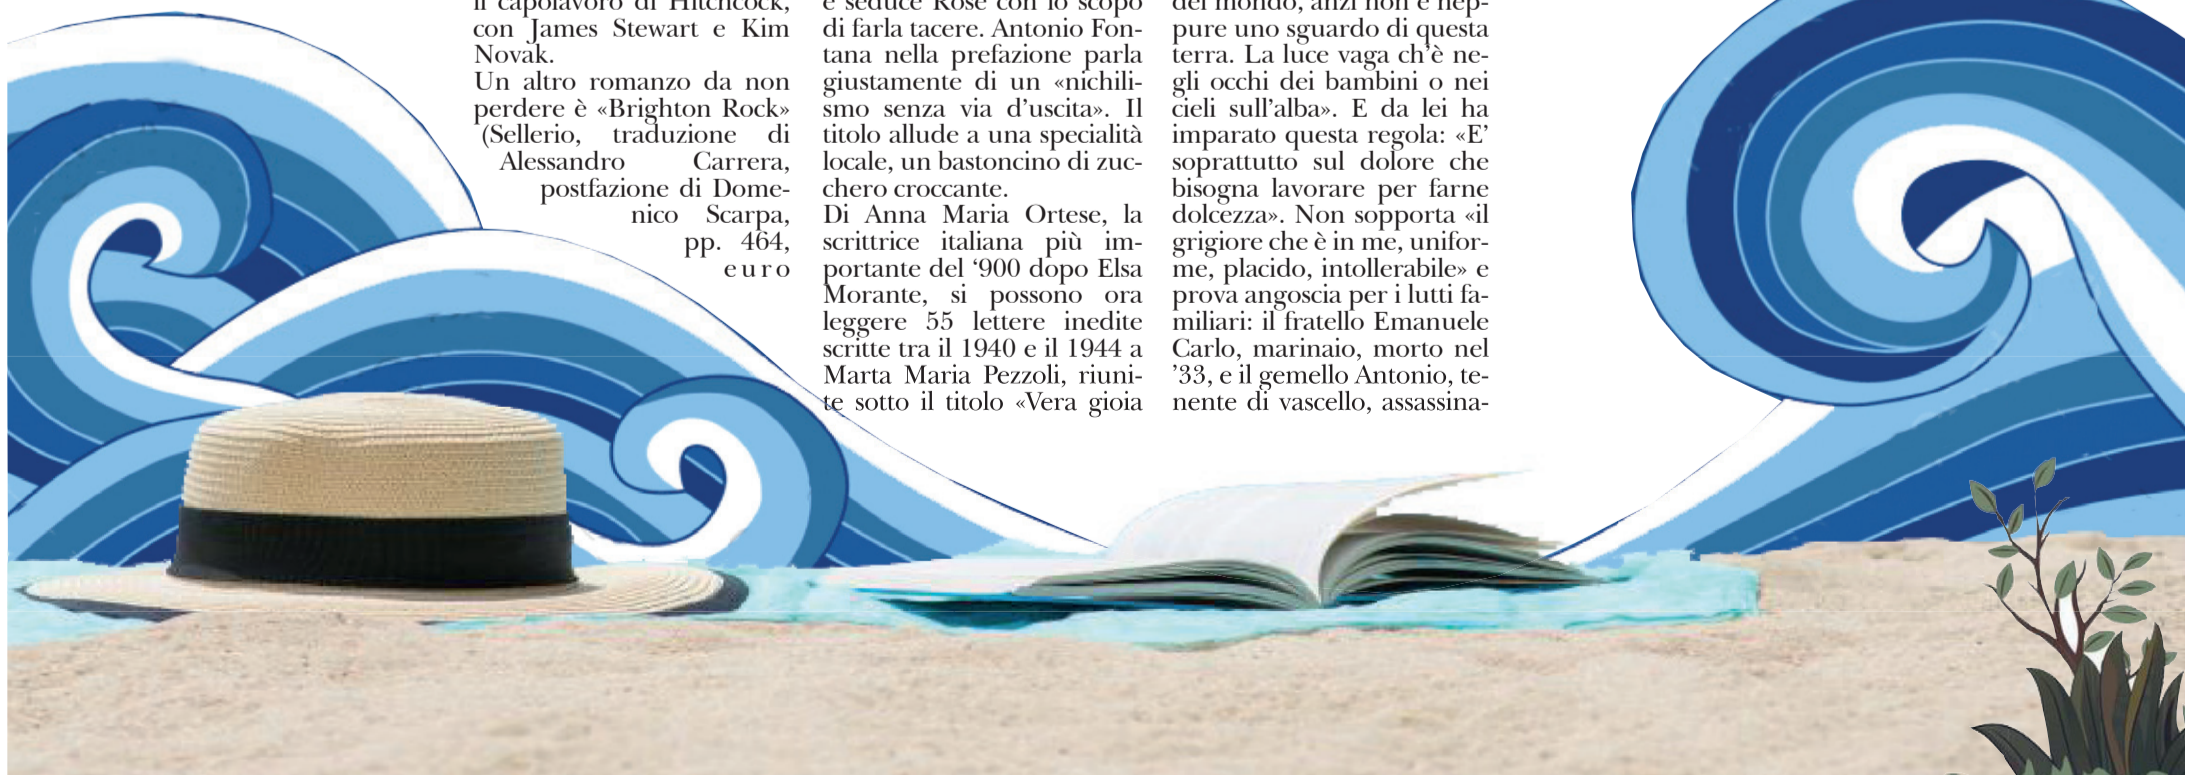 il capolavoro di Hitchcock,
con James Stewart e Kim
Novak.
Un altro romanzo da non
perdere è «Brighton Rock»
(Sellerio, traduzione di
Alessandro Carrera,
postfazione di Dome-
nico Scarpa,
pp. 464,
euro
e seduce Rose con lo scopo
di farla tacere. Antonio Fon-
tana nella prefazione parla
giustamente di un «nichili-
smo senza via d’uscita». Il
titolo allude a una specialità
locale, un bastoncino di zuc-
chero croccante.
Di Anna Maria Ortese, la
scrittrice italiana più im-
portante del ‘900 dopo Elsa
Morante, si possono ora
leggere 55 lettere inedite
scritte tra il 1940 e il 1944 a
Marta Maria Pezzoli, riuni-
te sotto il titolo «Vera gioia
del mondo, anzi non è nep-
pure uno sguardo di questa
terra. La luce vaga ch’è ne-
gli occhi dei bambini o nei
cieli sull’alba». E da lei ha
imparato questa regola: «E’
soprattutto sul dolore che
bisogna lavorare per farne
dolcezza». Non sopporta «il
grigiore che è in me, unifor-
me, placido, intollerabile» e
prova angoscia per i lutti fa-
miliari: il fratello Emanuele
Carlo, marinaio, morto nel
’33, e il gemello Antonio, te-
nente di vascello, assassina-